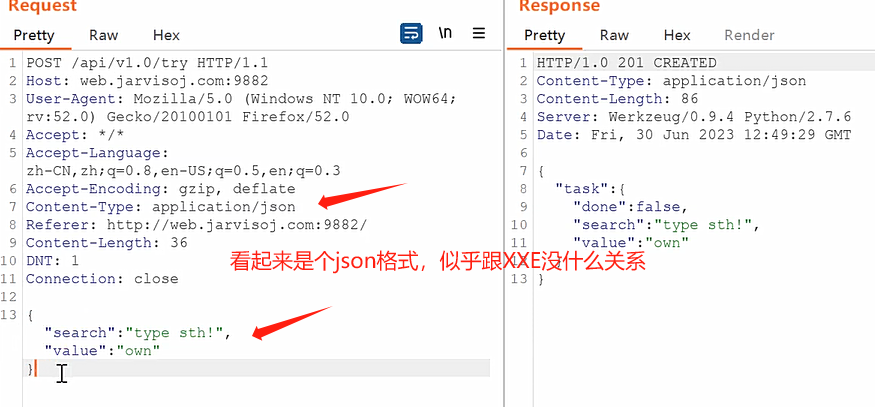 Request
Pretty Raw Hex \n
1 POST /api/v1.0/try HTTP/1.1
2 Host: web.jarvisoj.com:9882
3 User-Agent: Mozilla/5.0 (Windows NT 10.0; WOW64;
rv:52.0) Gecko/20100101 Firefox/52.0
4 Accept: */*
5 Accept-Language:
zh-CN,zh;q=0.8,en-US;q=0.5,en;q=0.3
6 Accept-Encoding: gzip, deflate
7 Content-Type: application/json
8 Referer: http://web.jarvisoj.com:9882/
9 Content-Length: 36
10 DNT: 1
11 Connection: close
12
13 {
"search":"type sth!",
"value":"own"
}
看起来是个json格式，似乎跟XXE没什么关系
Response
Pretty Raw Hex Render
1 HTTP/1.0 201 CREATED
2 Content-Type: application/json
3 Content-Length: 86
4 Server: Werkzeug/0.9.4 Python/2.7.6
5 Date: Fri, 30 Jun 2023 12:49:29 GMT
6
7 {
8 "task":{
9 "done":false,
10 "search":"type sth!",
11 "value":"own"
13 }